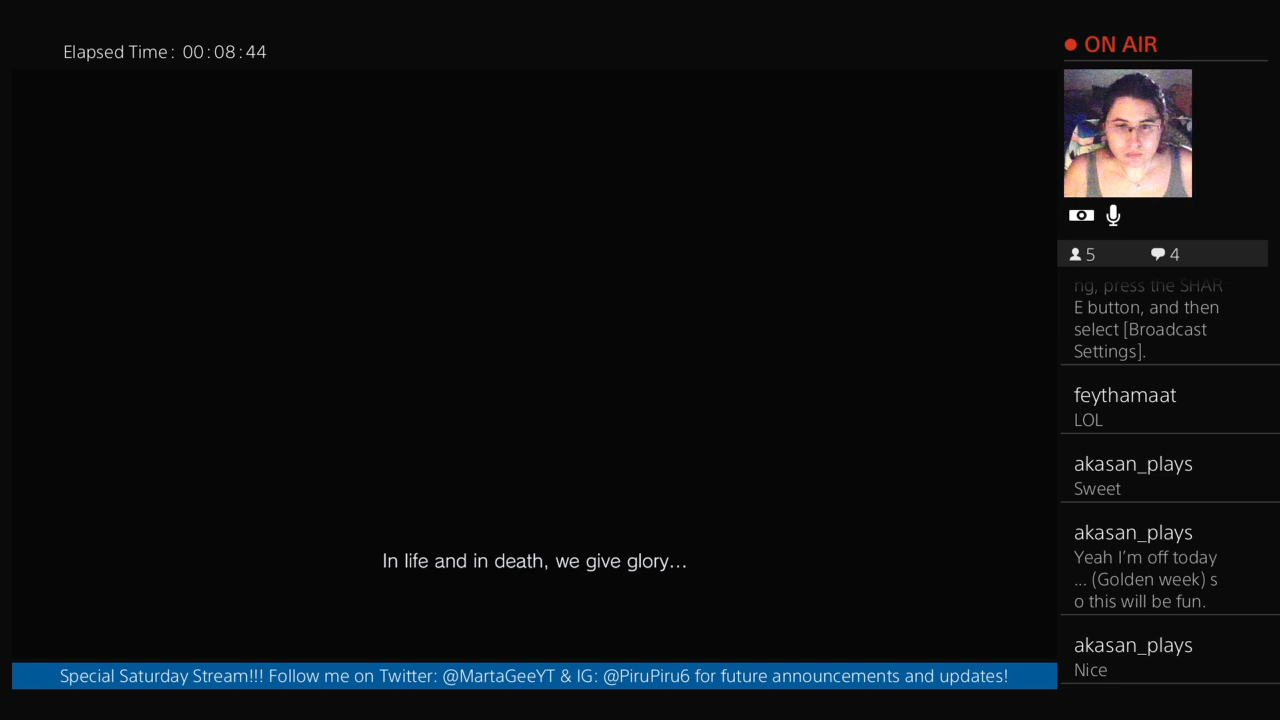 Elapsed Time: 00:08:44
ON AIR
5
4
ng, press the SHAR
E button, and then
select [Broadcast
Settings].
feythamaat
LOL
akasan_plays
Sweet
akasan_plays
Yeah I'm off today
... (Golden week) s
o this will be fun.
akasan_plays
Nice
In life and in death, we give glory...
Special Saturday Stream!!! Follow me on Twitter: @MartaGeeYT & IG: @PiruPiru6 for future announcements and updates!